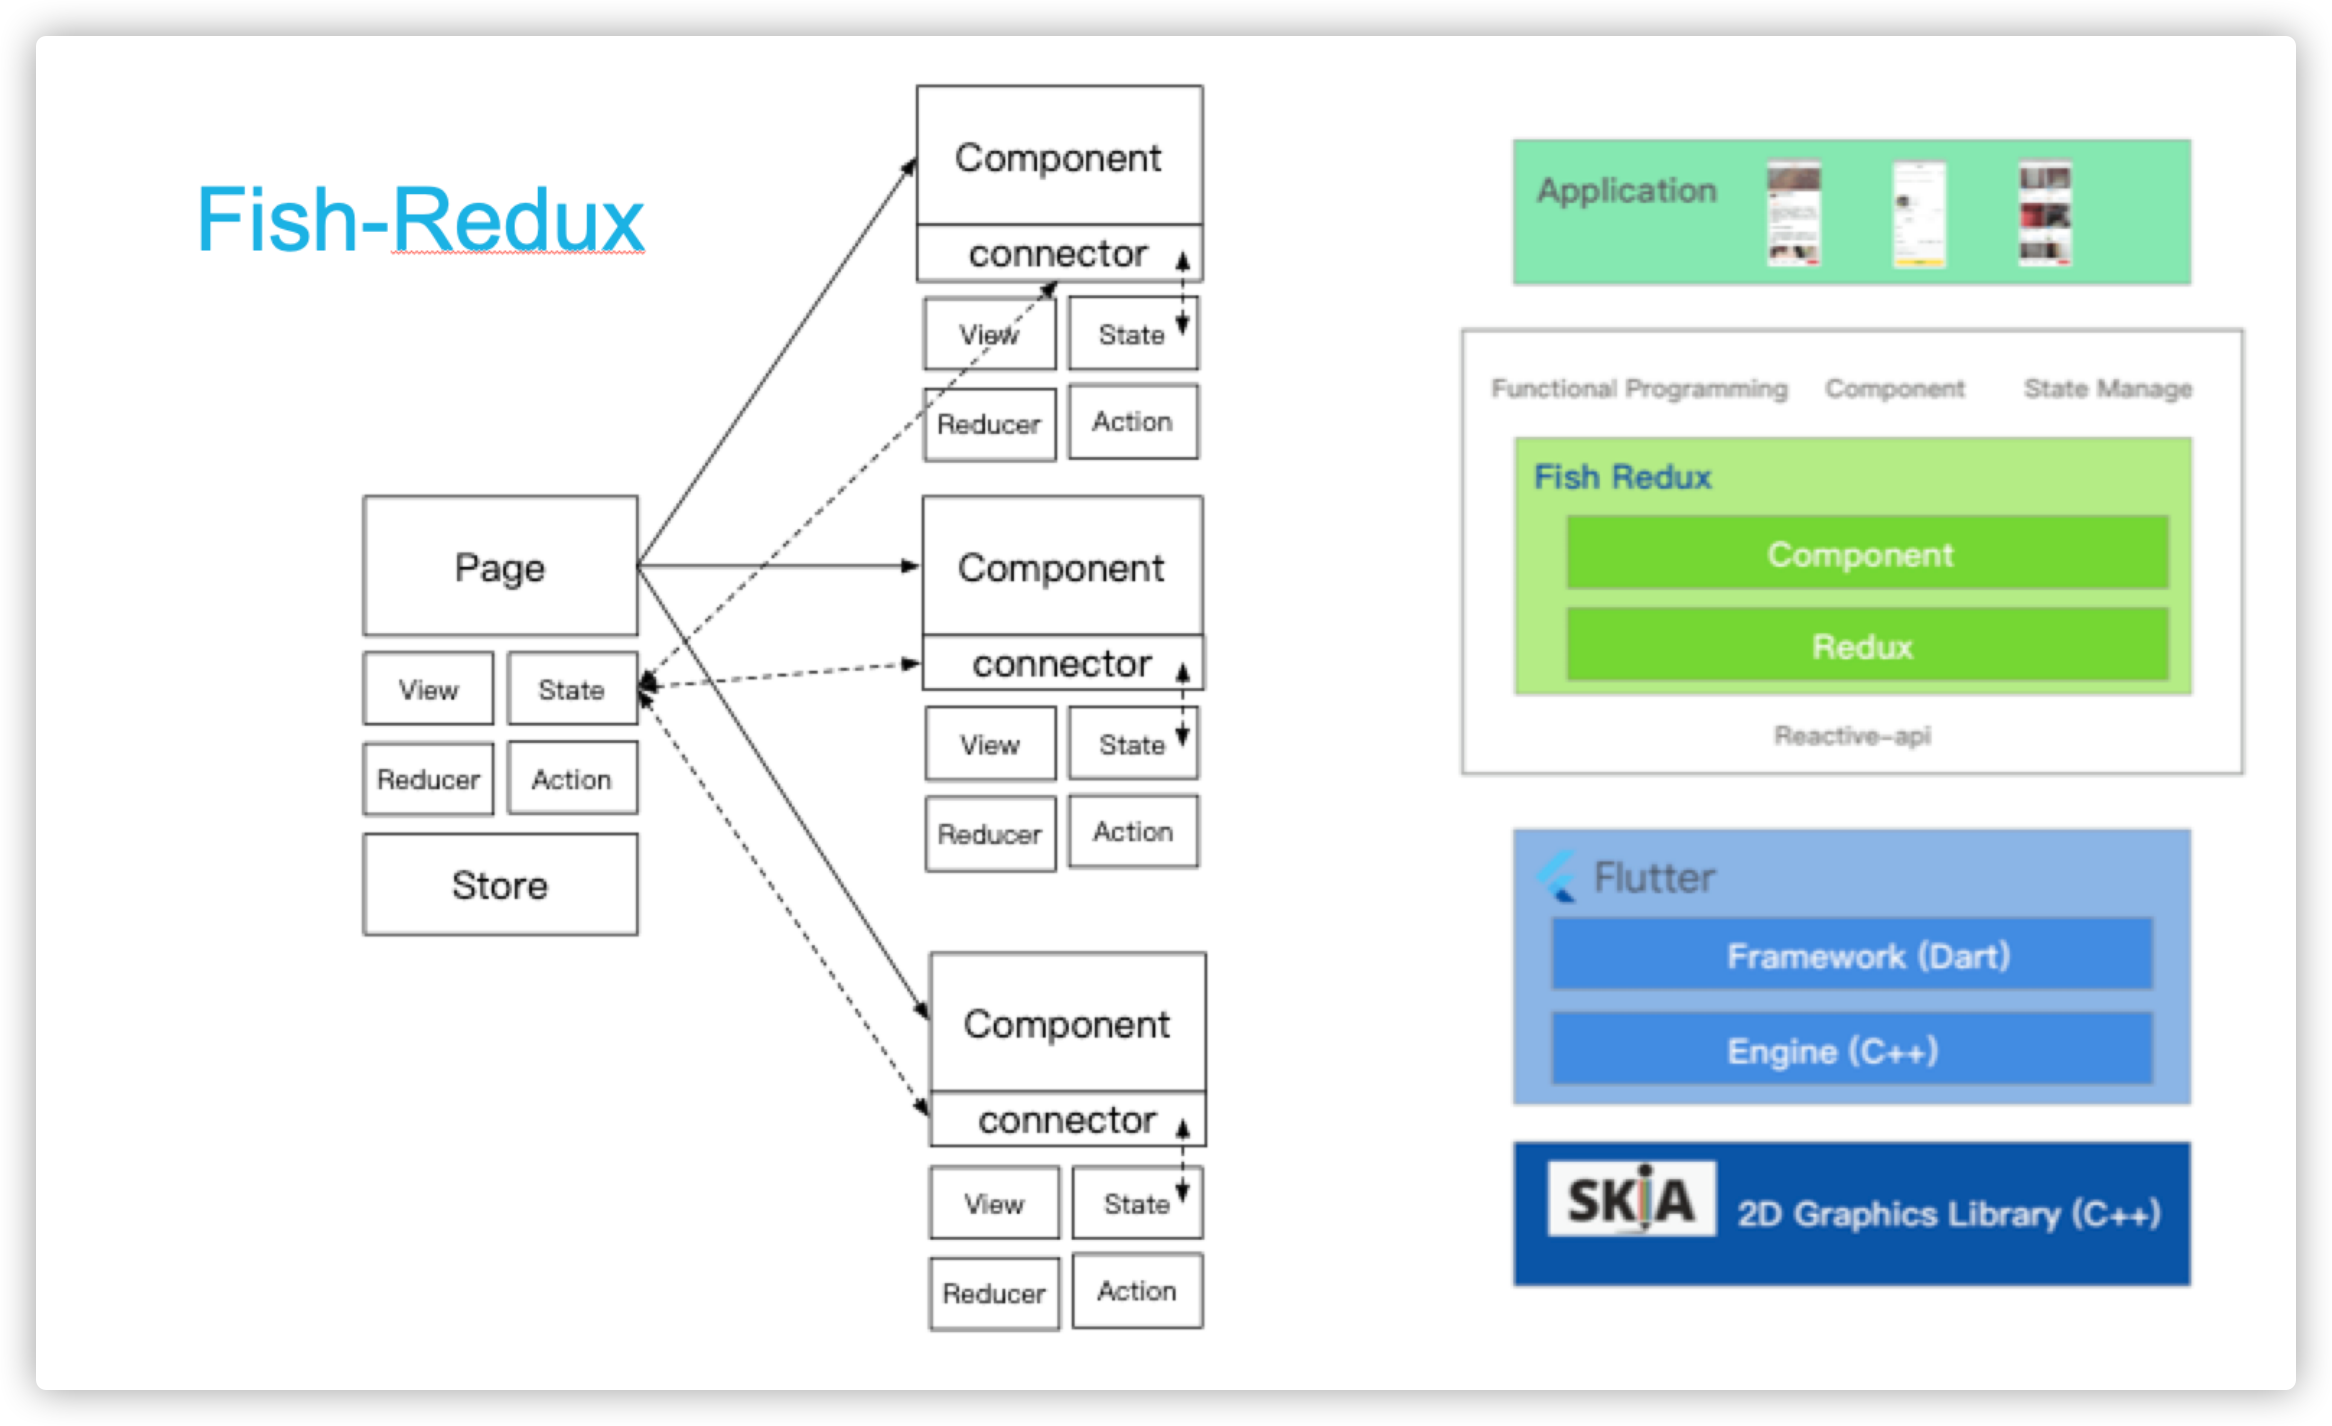 Fish-Redux
Component
connector
View State
Reducer Action
Page
View State
Reducer Action
Store
Component
connector
View State
Reducer Action
Component
connector
View State
Reducer Action
Application
Functional Programming Component State Manage
Fish Redux
Component
Redux
Reactive-api
Flutter
Framework (Dart)
Engine (C++)
SKiA 2D Graphics Library (C++)